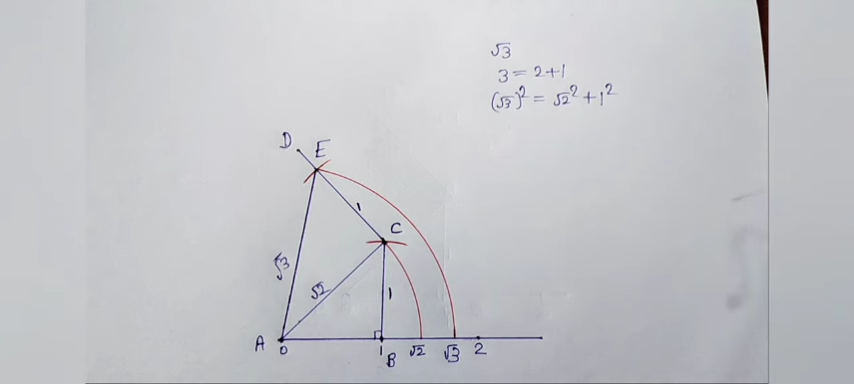 √3
3 = 2+1
(√3)² = √2² + 1²
D E
1
C
√3
√2
1
A 0 1 B √2 √3 2